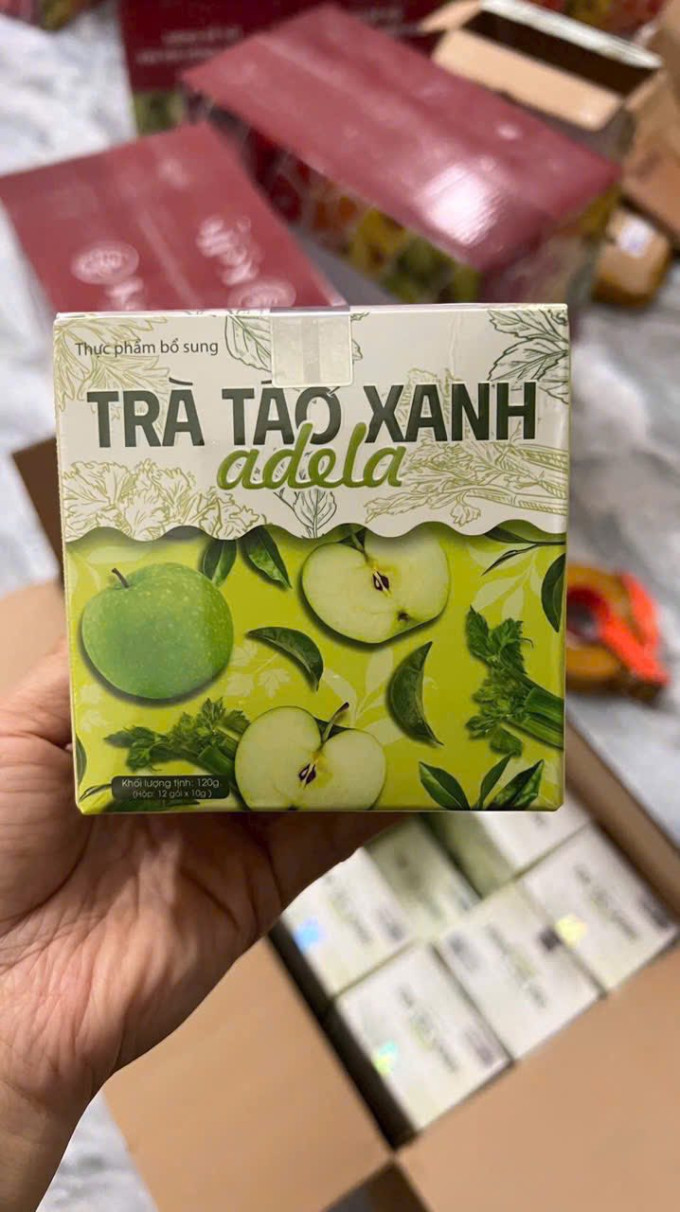 Thực phẩm bổ sung
TRÀ TÁO XANH
adela
Khối lượng tịnh: 120g
(Hộp: 12 gói x 10g)